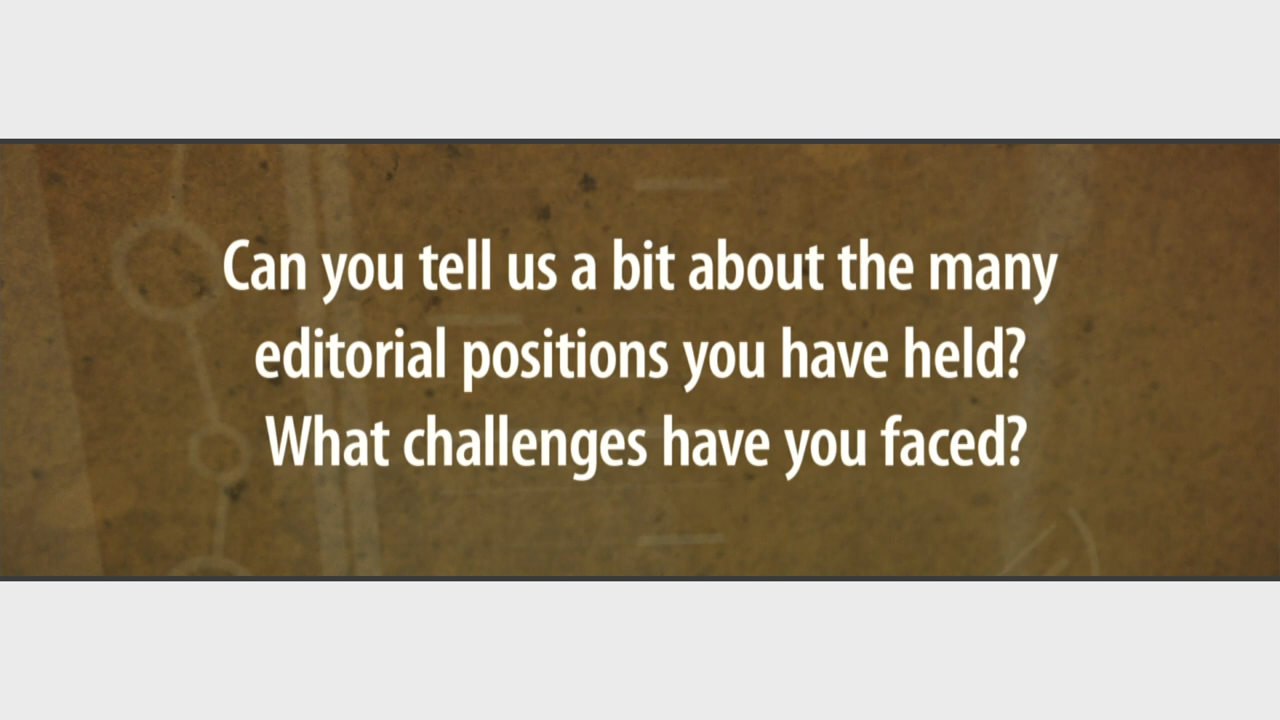 Can you tell us a bit about the many
editorial positions you have held?
What challenges have you faced?